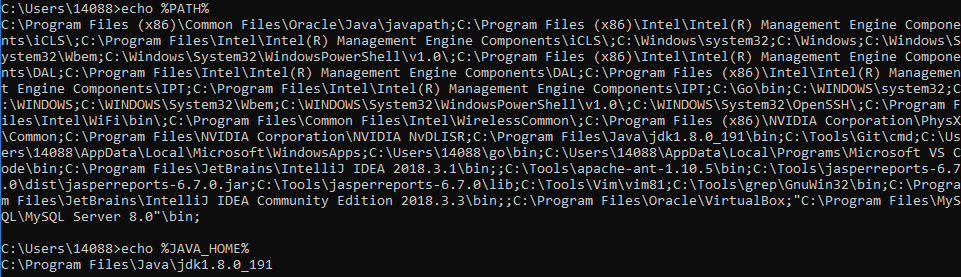 C:\Users\14088>echo %PATH%
C:\Program Files (x86)\Common Files\Oracle\Java\javapath;C:\Program Files (x86)\Intel\Intel(R) Management Engine Compone
nts\iCLS\;C:\Program Files\Intel\Intel(R) Management Engine Components\iCLS\;C:\Windows\system32;C:\Windows;C:\Windows\S
ystem32\Wbem;C:\Windows\System32\WindowsPowerShell\v1.0\;C:\Program Files (x86)\Intel\Intel(R) Management Engine Compone
nts\DAL;C:\Program Files\Intel\Intel(R) Management Engine Components\DAL;C:\Program Files (x86)\Intel\Intel(R) Managemen
t Engine Components\IPT;C:\Program Files\Intel\Intel(R) Management Engine Components\IPT;C:\Go\bin;C:\WINDOWS\system32;C
:\WINDOWS;C:\WINDOWS\System32\Wbem;C:\WINDOWS\System32\WindowsPowerShell\v1.0\;C:\WINDOWS\System32\OpenSSH\;C:\Program F
iles\Intel\WiFi\bin\;C:\Program Files\Common Files\Intel\WirelessCommon\;C:\Program Files (x86)\NVIDIA Corporation\PhysX
\Common;C:\Program Files\NVIDIA Corporation\NVIDIA NvDLISR;C:\Program Files\Java\jdk1.8.0_191\bin;C:\Tools\Git\cmd;C:\Us
ers\14088\AppData\Local\Microsoft\WindowsApps;C:\Users\14088\go\bin;C:\Users\14088\AppData\Local\Programs\Microsoft VS C
ode\bin;C:\Program Files\JetBrains\IntelliJ IDEA 2018.3.1\bin;;C:\Tools\apache-ant-1.10.5\bin;C:\Tools\jasperreports-6.7
.0\dist\jasperreports-6.7.0.jar;C:\Tools\jasperreports-6.7.0\lib;C:\Tools\Vim\vim81;C:\Tools\grep\GnuWin32\bin;C:\Progra
m Files\JetBrains\IntelliJ IDEA Community Edition 2018.3.3\bin;;C:\Program Files\Oracle\VirtualBox;"C:\Program Files\MyS
QL\MySQL Server 8.0"\bin;
C:\Users\14088>echo %JAVA_HOME%
C:\Program Files\Java\jdk1.8.0_191